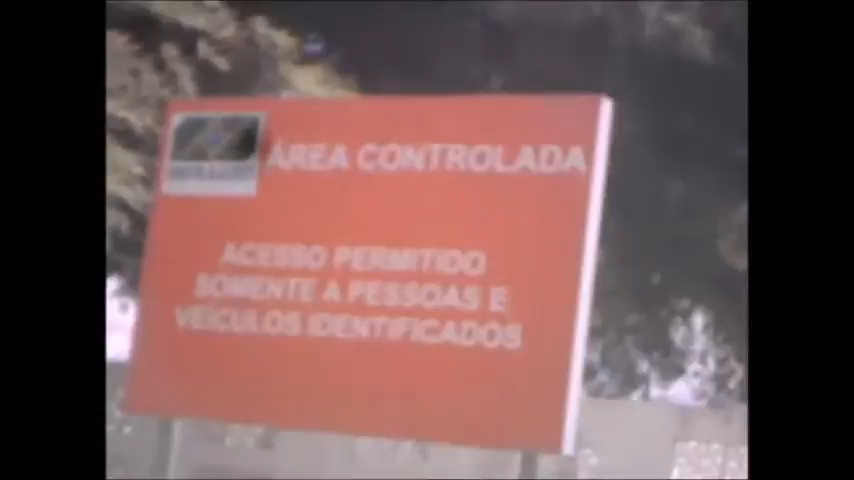 ÁREA CONTROLADA
ACESSO PERMITIDO
SOMENTE A PESSOAS E
VEÍCULOS IDENTIFICADOS